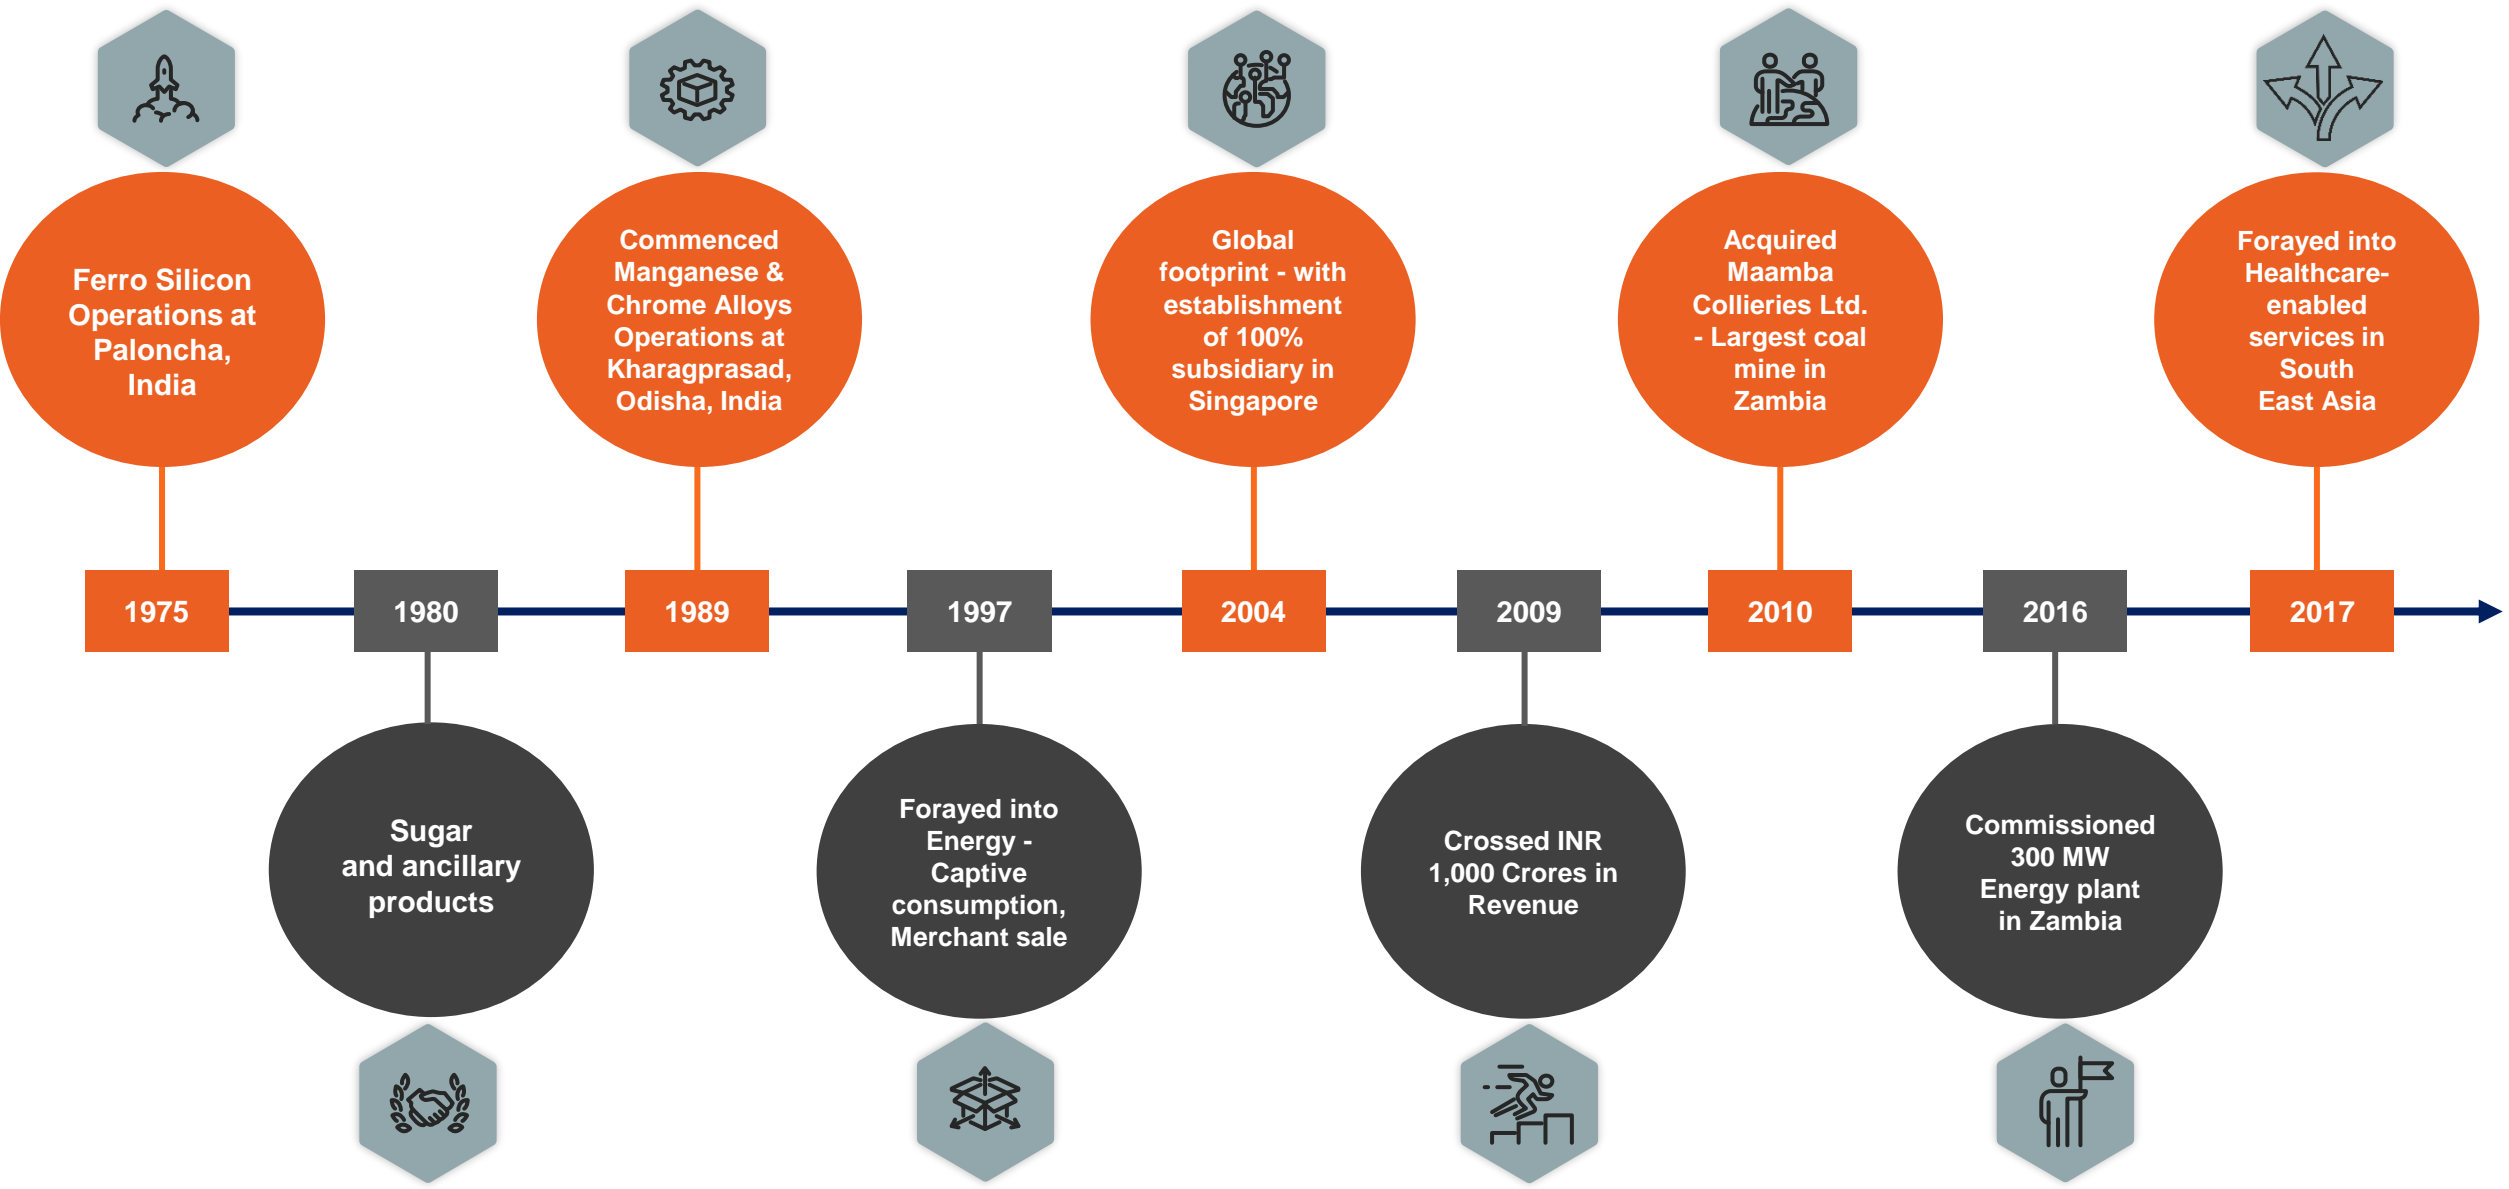 Ferro Silicon
Operations at
Paloncha,
India
Commenced
Manganese &
Chrome Alloys
Operations at
Kharagprasad,
Odisha, India
Global
footprint - with
establishment
of 100%
subsidiary in
Singapore
Acquired
Maamba
Collieries Ltd.
- Largest coal
mine in
Zambia
Forayed into
Healthcare-
enabled
services in
South
East Asia
1975
1980
1989
1997
2004
2009
2010
2016
2017
Sugar
and ancillary
products
Forayed into
Energy -
Captive
consumption,
Merchant sale
Crossed INR
1,000 Crores in
Revenue
Commissioned
300 MW
Energy plant
in Zambia